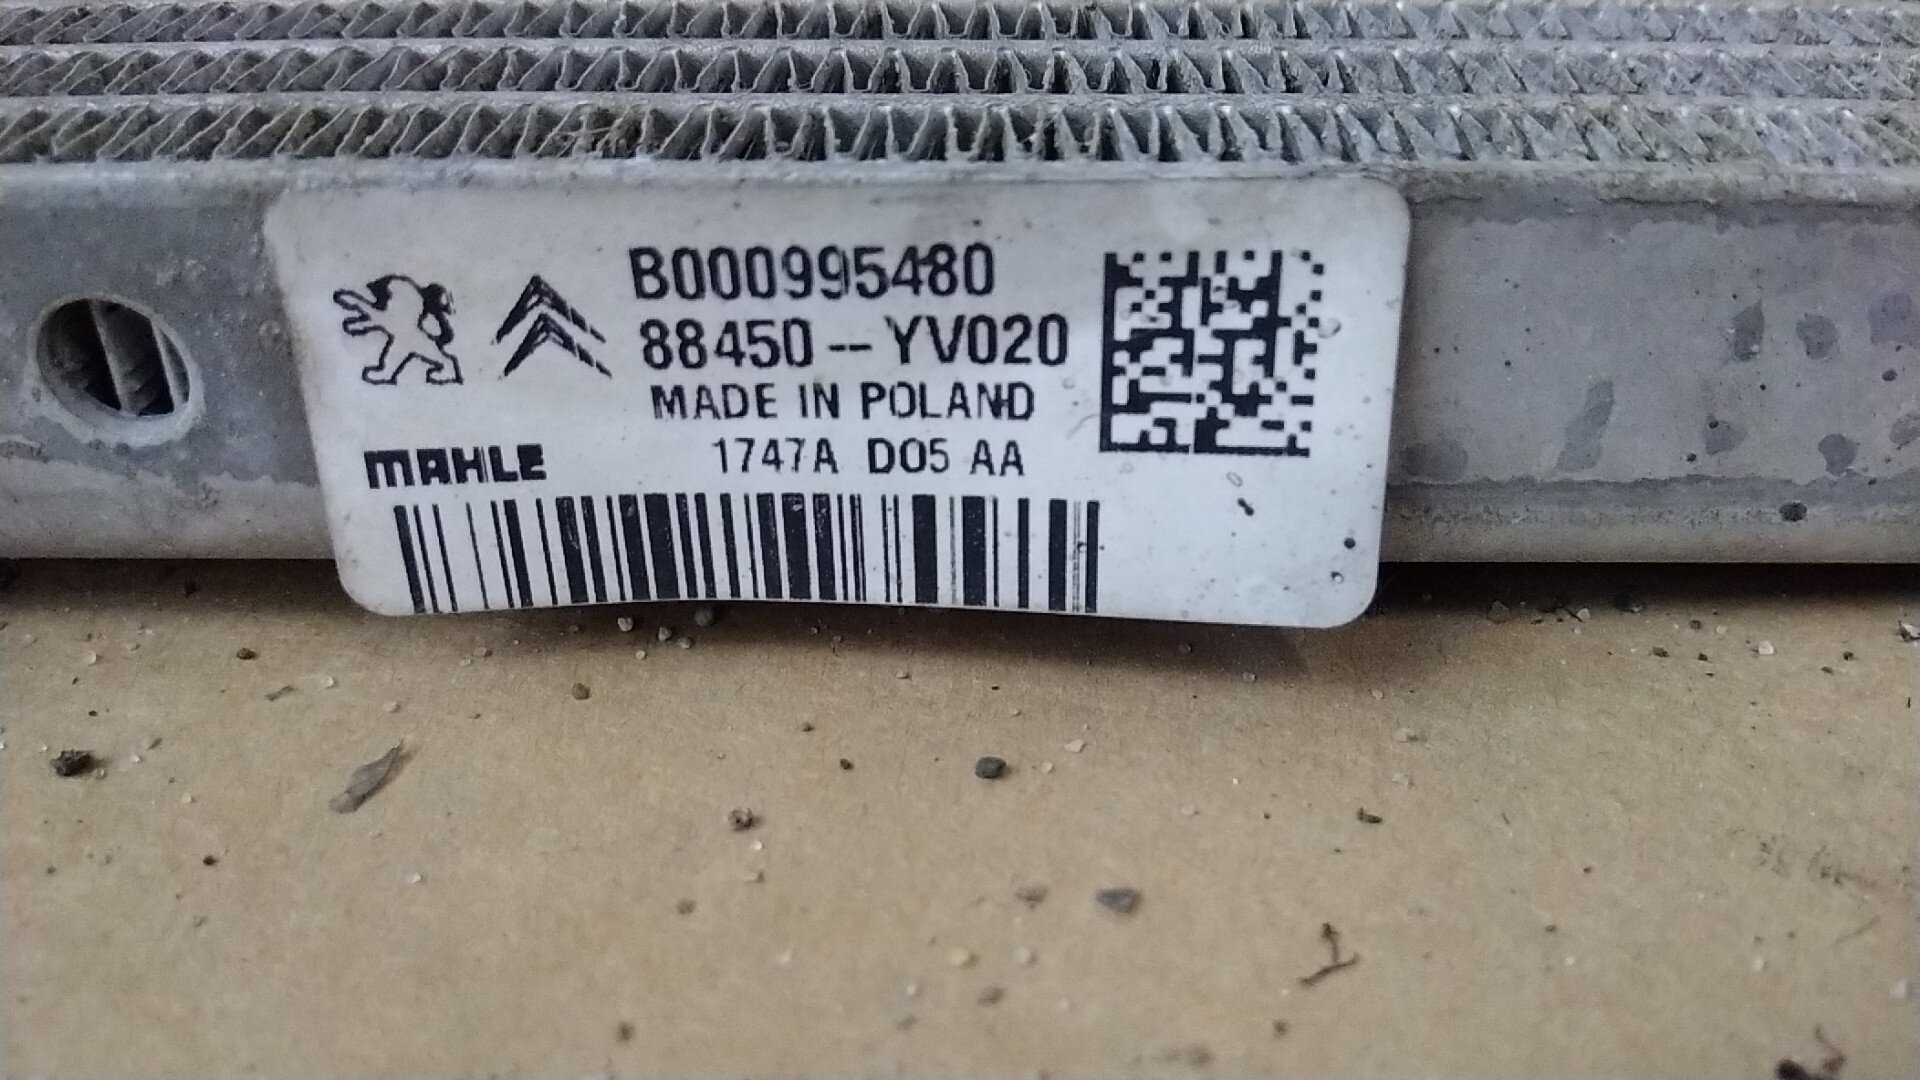 B000995480
88450--YV020
MADE IN POLAND
MAHLE
1747A D05 AA